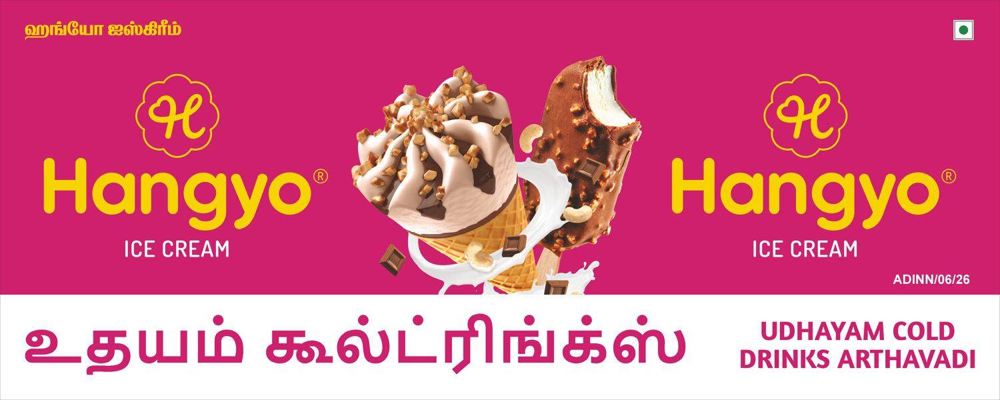 ஹங்யோ ஐஸ்கிரீம்
H
Hangyo®
ICE CREAM
H
Hangyo®
ICE CREAM
ADINN/06/26
உதயம் கூல்ட்ரிங்க்ஸ்
UDHAYAM COLD
DRINKS ARTHAVADI